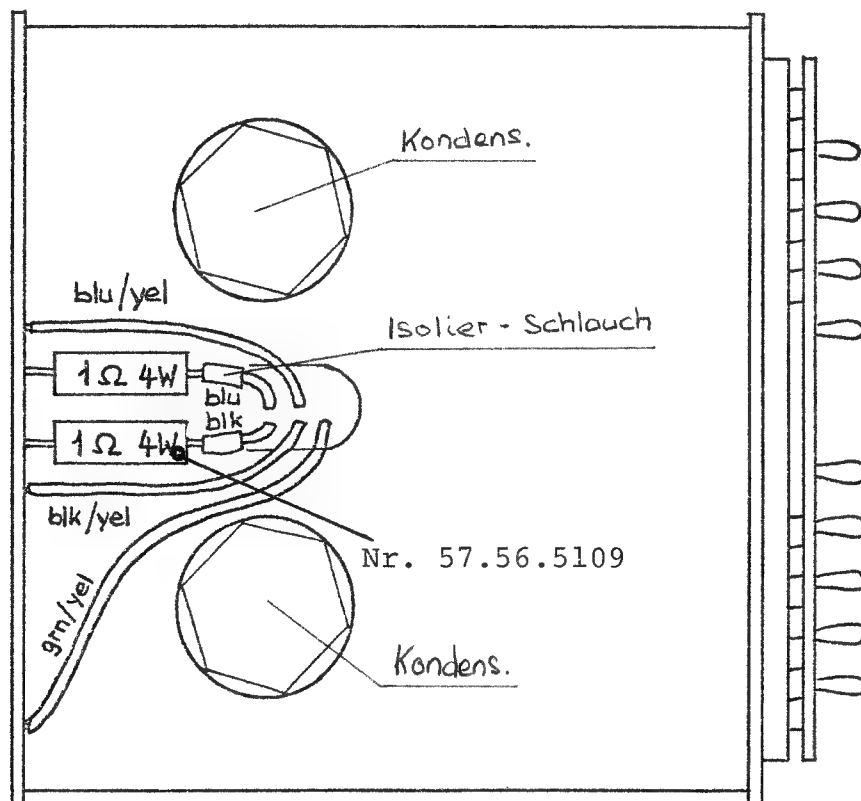 Kondens.
blu/yel
Isolier-Schlauch
1Ω 4W
blu
blk
1Ω 4W
blk/yel
Nr. 57.56.5109
grn/yel
Kondens.